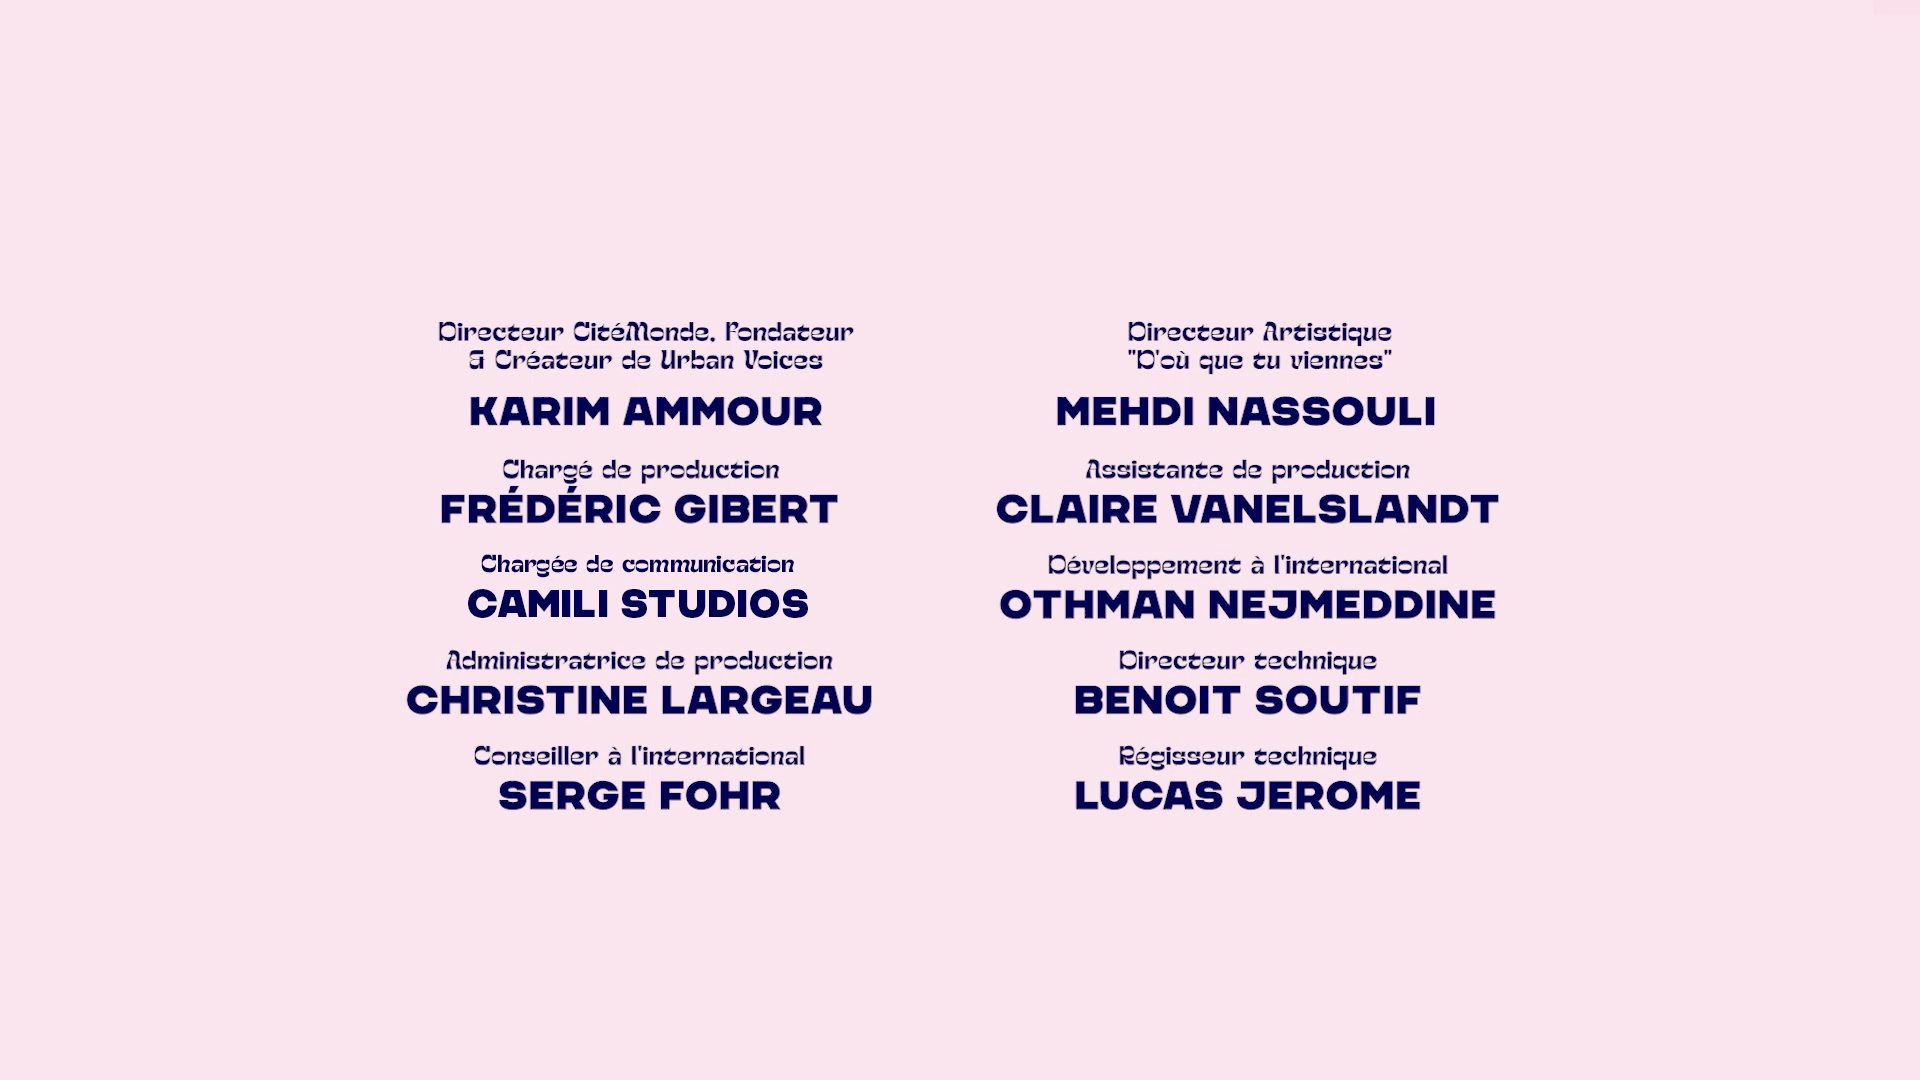 Directeur CitéMonde, Fondateur
& Créateur de Urban Voices
KARIM AMMOUR
Chargé de production
FRÉDÉRIC GIBERT
Chargée de communication
CAMILI STUDIOS
Administratrice de production
CHRISTINE LARGEAU
Conseiller à l'international
SERGE FOHR
Directeur Artistique
"D'où que tu viennes"
MEHDI NASSOULI
Assistante de production
CLAIRE VANELSLANDT
Développement à l'international
OTHMAN NEJMEDDINE
Directeur technique
BENOIT SOUTIF
Régisseur technique
LUCAS JEROME